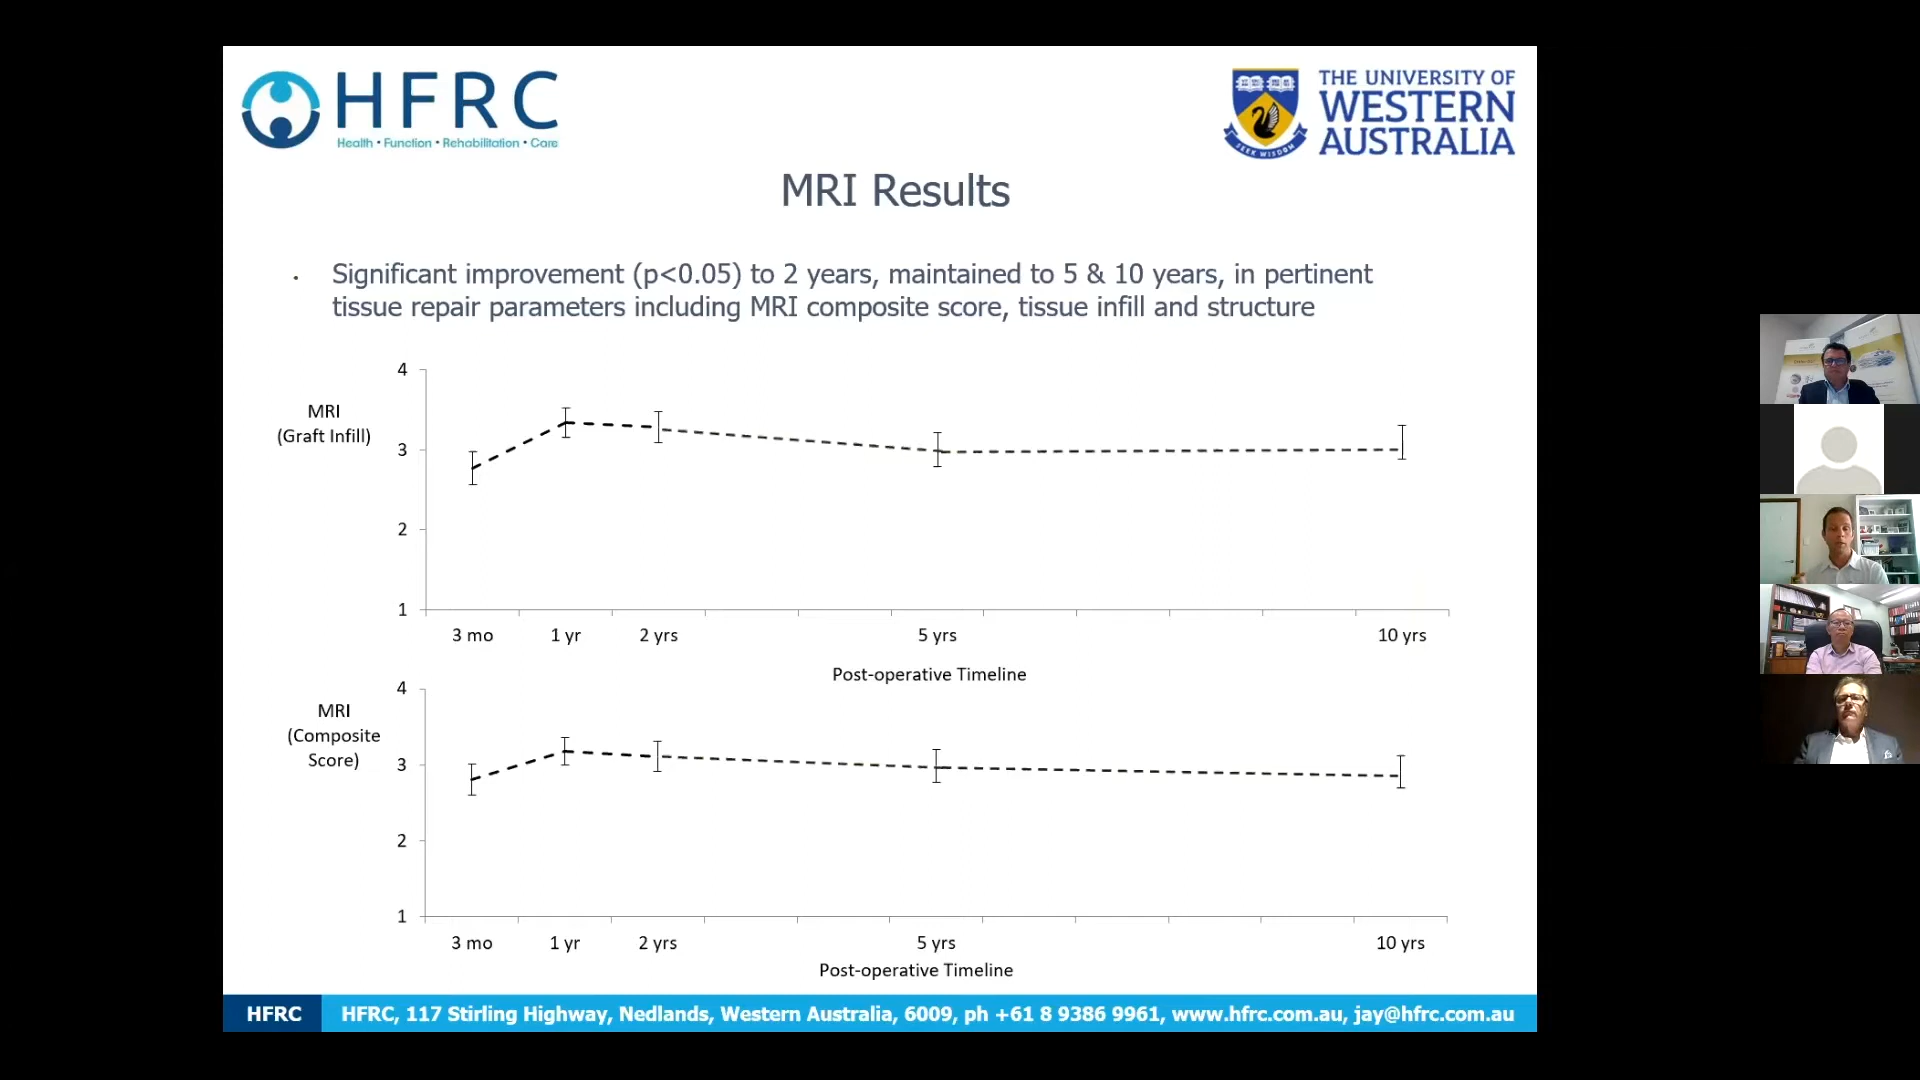 HFRC
Health • Function • Rehabilitation • Care
THE UNIVERSITY OF
WESTERN
AUSTRALIA
SEEK WISDOM
MRI Results
• Significant improvement (p<0.05) to 2 years, maintained to 5 & 10 years, in pertinent
tissue repair parameters including MRI composite score, tissue infill and structure
MRI
(Graft Infill)
4
3
2
1
3 mo 1 yr 2 yrs 5 yrs 10 yrs
Post-operative Timeline
MRI
(Composite
Score)
4
3
2
1
3 mo 1 yr 2 yrs 5 yrs 10 yrs
Post-operative Timeline
HFRC HFRC, 117 Stirling Highway, Nedlands, Western Australia, 6009, ph +61 8 9386 9961, www.hfrc.com.au, jay@hfrc.com.au